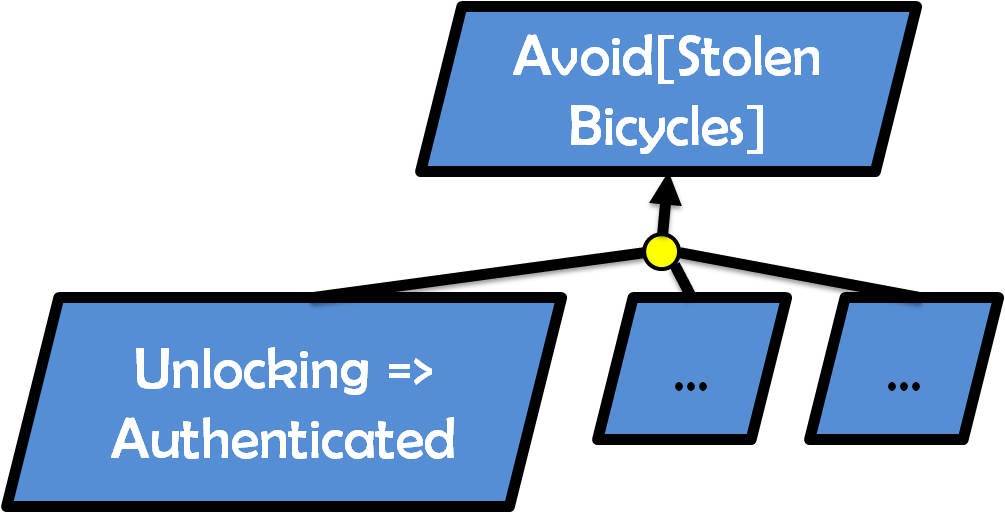 Avoid[Stolen
Bicycles]
Unlocking =>
Authenticated
...
...